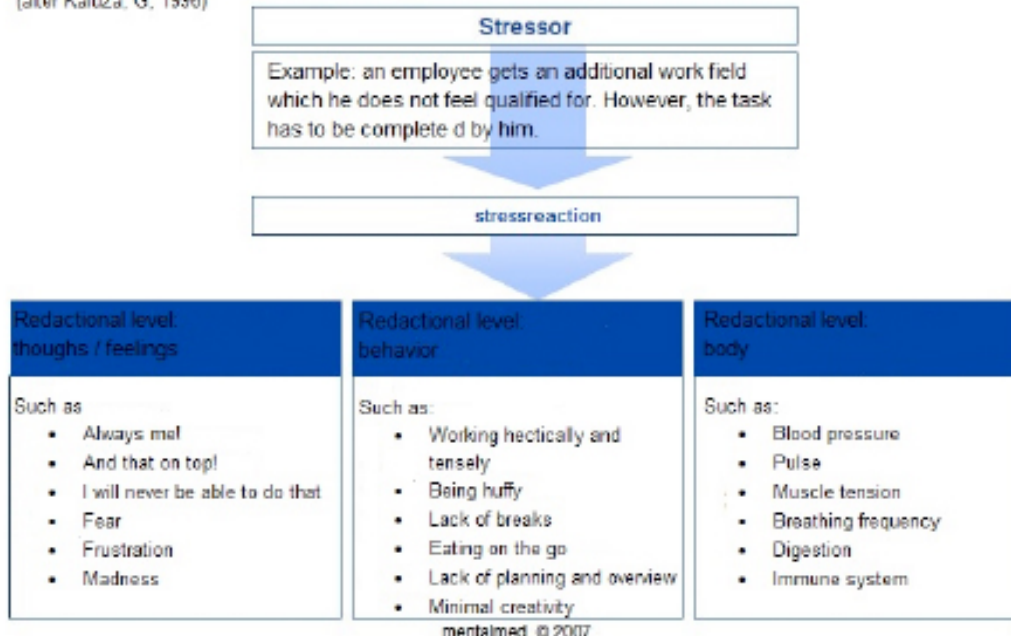 (after Kaluza, G, 1996)
Stressor
Example: an employee gets an additional work field
which he does not feel qualified for. However, the task
has to be complete d by him.
stressreaction
Redactional level:
thoughs / feelings
Such as
• Always me!
• And that on top!
• I will never be able to do that
• Fear
• Frustration
• Madness
Redactional level:
behavior
Such as:
• Working hectically and
tensely
• Being huffy
• Lack of breaks
• Eating on the go
• Lack of planning and overview
• Minimal creativity
Redactional level:
body
Such as:
• Blood pressure
• Pulse
• Muscle tension
• Breathing frequency
• Digestion
• Immune system
mentalmed, © 2007